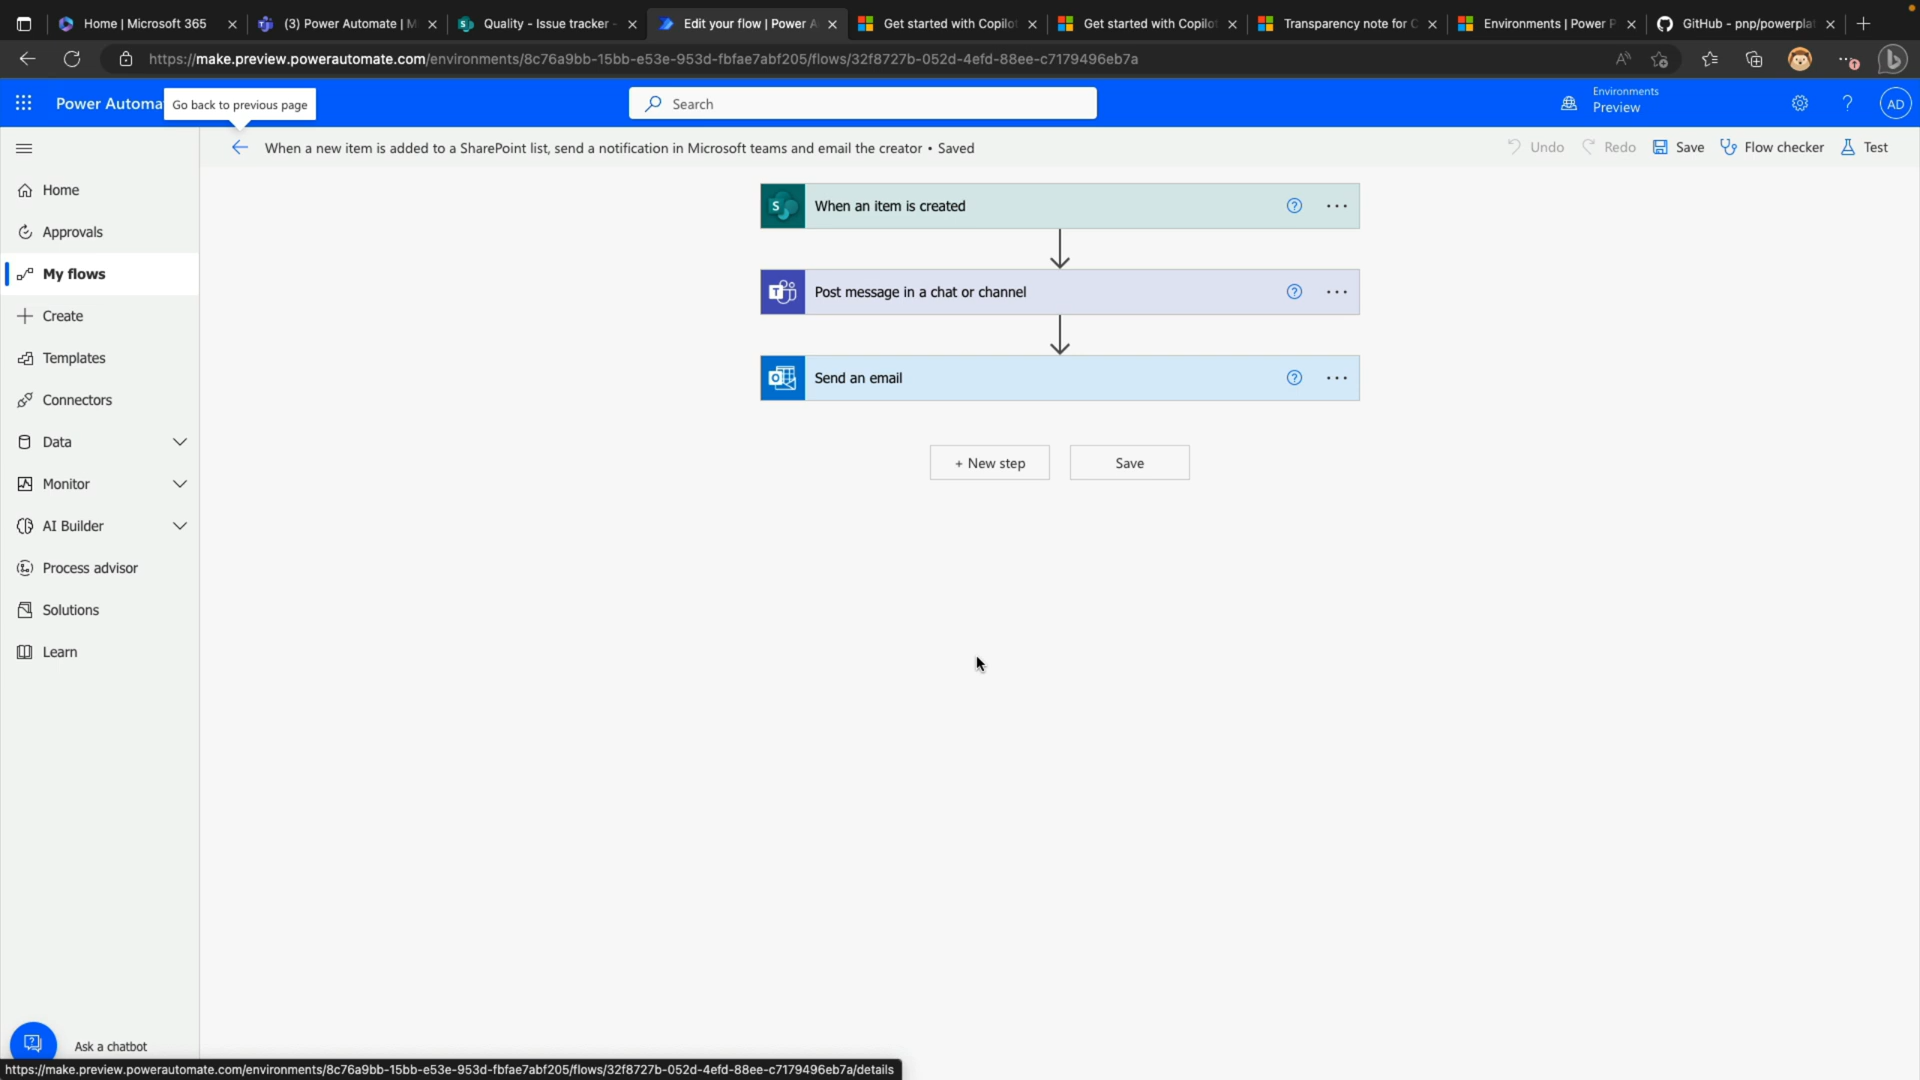 Home | Microsoft 365
(3) Power Automate | M
Quality - Issue tracker -
Edit your flow | Power A
Get started with Copilot
Get started with Copilot
Transparency note for C
Environments | Power P
GitHub - pnp/powerplat
https://make.preview.powerautomate.com/environments/8c76a9bb-15bb-e53e-953d-fbfae7abf205/flows/32f8727b-052d-4efd-88ee-c7179496eb7a
Power Automa
Go back to previous page
Search
Environments
Preview
?
AD
When a new item is added to a SharePoint list, send a notification in Microsoft teams and email the creator • Saved
Undo
Redo
Save
Flow checker
Test
Home
Approvals
My flows
Create
Templates
Connectors
Data
Monitor
AI Builder
Process advisor
Solutions
Learn
When an item is created
Post message in a chat or channel
Send an email
+ New step
Save
Ask a chatbot
https://make.preview.powerautomate.com/environments/8c76a9bb-15bb-e53e-953d-fbfae7abf205/flows/32f8727b-052d-4efd-88ee-c7179496eb7a/details